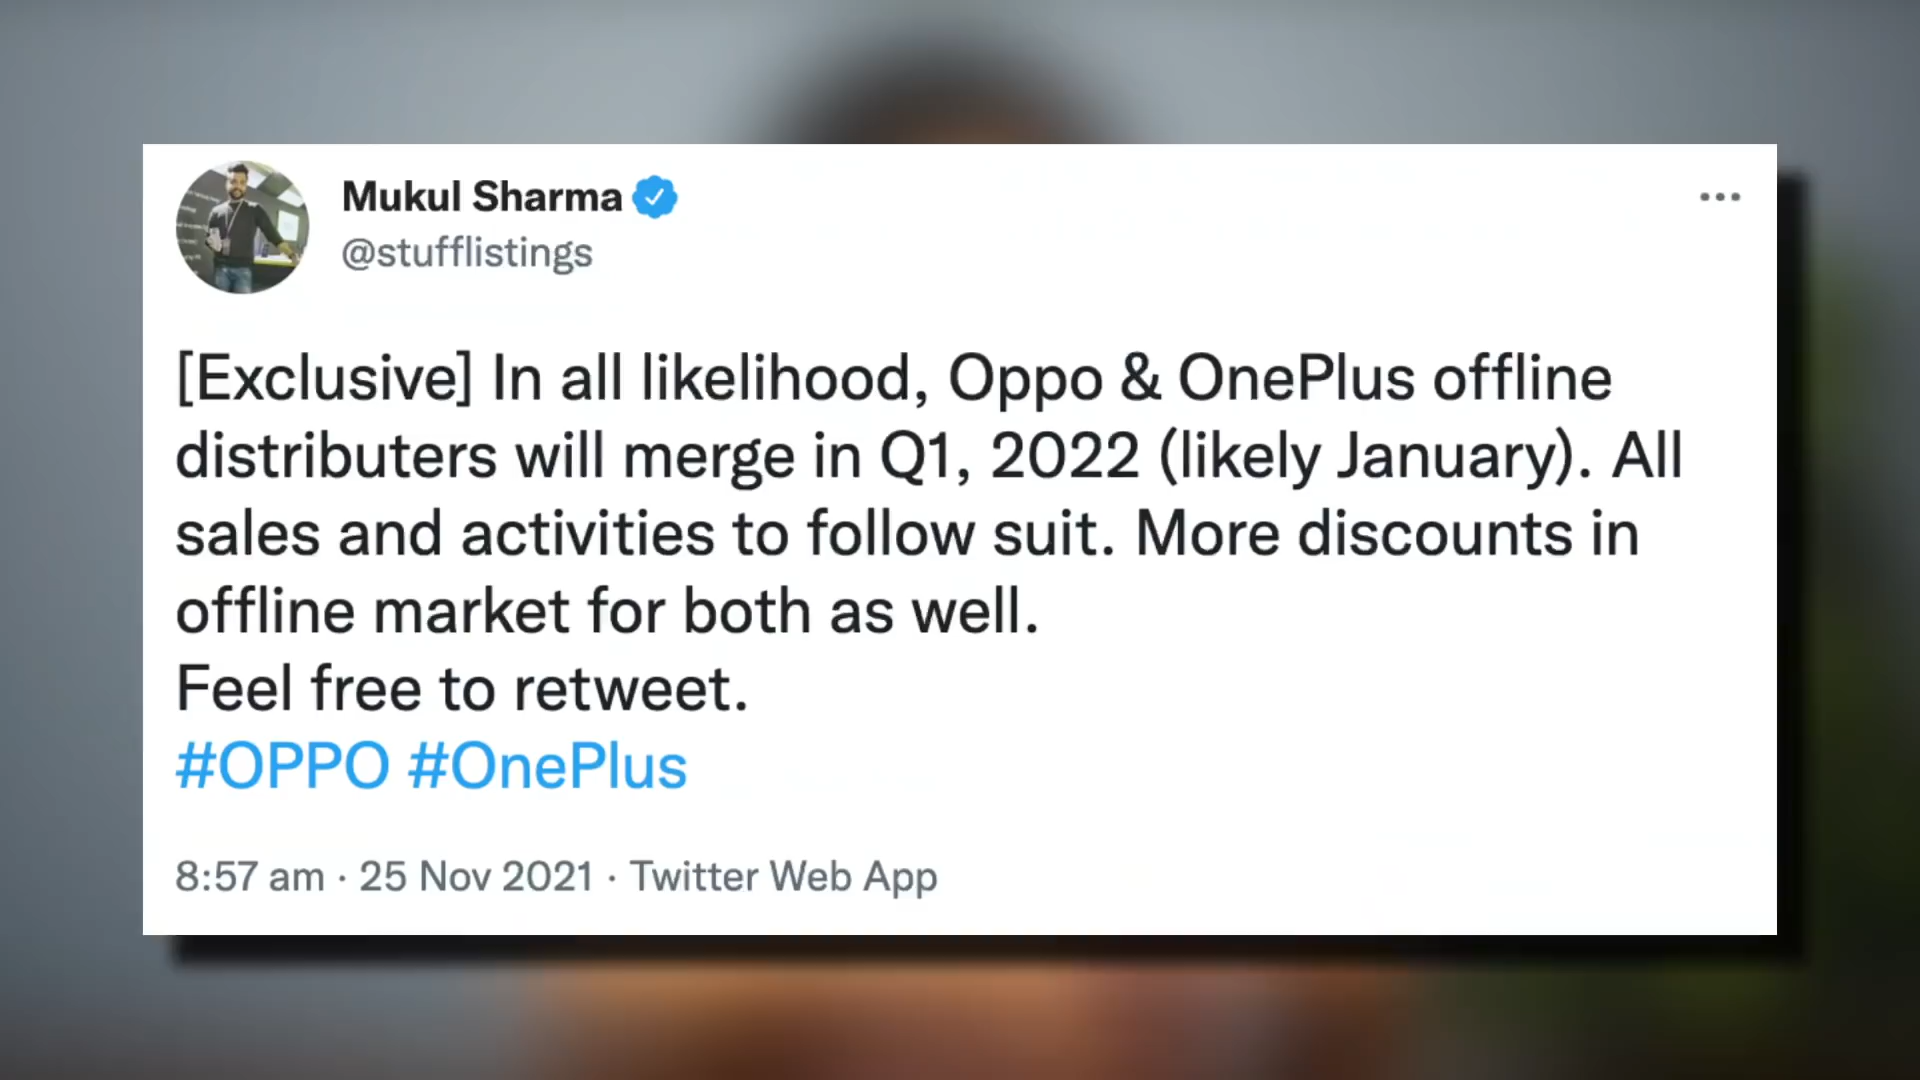 Mukul Sharma
@stufflistings
[Exclusive] In all likelihood, Oppo & OnePlus offline
distributers will merge in Q1, 2022 (likely January). All
sales and activities to follow suit. More discounts in
offline market for both as well.
Feel free to retweet.
#OPPO #OnePlus
8:57 am · 25 Nov 2021 · Twitter Web App